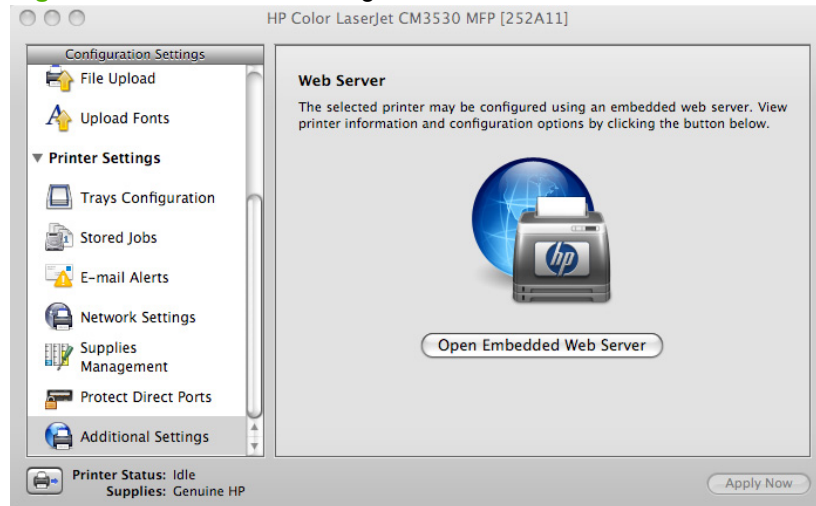 HP Color LaserJet CM3530 MFP [252A11]
Configuration Settings
File Upload
Upload Fonts
Printer Settings
Trays Configuration
Stored Jobs
E-mail Alerts
Network Settings
Supplies
Management
Protect Direct Ports
Additional Settings
Web Server
The selected printer may be configured using an embedded web server. View
printer information and configuration options by clicking the button below.
hp
Open Embedded Web Server
Printer Status: Idle
Supplies: Genuine HP
Apply Now